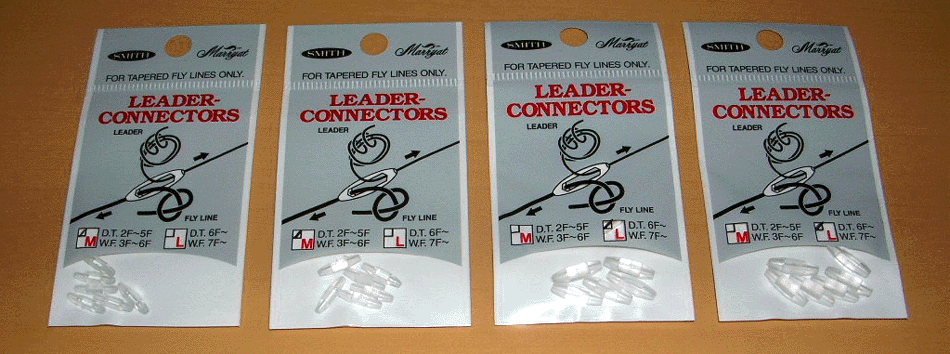 SMITH Marryat
FOR TAPERED FLY LINES ONLY.
LEADER-
CONNECTORS
LEADER
FLY LINE
M D.T. 2F~5F L D.T. 6F~
W.F. 3F~6F W.F. 7F~
SMITH Marryat
FOR TAPERED FLY LINES ONLY.
LEADER-
CONNECTORS
LEADER
FLY LINE
M D.T. 2F~5F L D.T. 6F~
W.F. 3F~6F W.F. 7F~
SMITH Marryat
FOR TAPERED FLY LINES ONLY.
LEADER-
CONNECTORS
LEADER
FLY LINE
M D.T. 2F~5F L D.T. 6F~
W.F. 3F~6F W.F. 7F~
SMITH Marryat
FOR TAPERED FLY LINES ONLY.
LEADER-
CONNECTORS
LEADER
FLY LINE
M D.T. 2F~5F L D.T. 6F~
W.F. 3F~6F W.F. 7F~